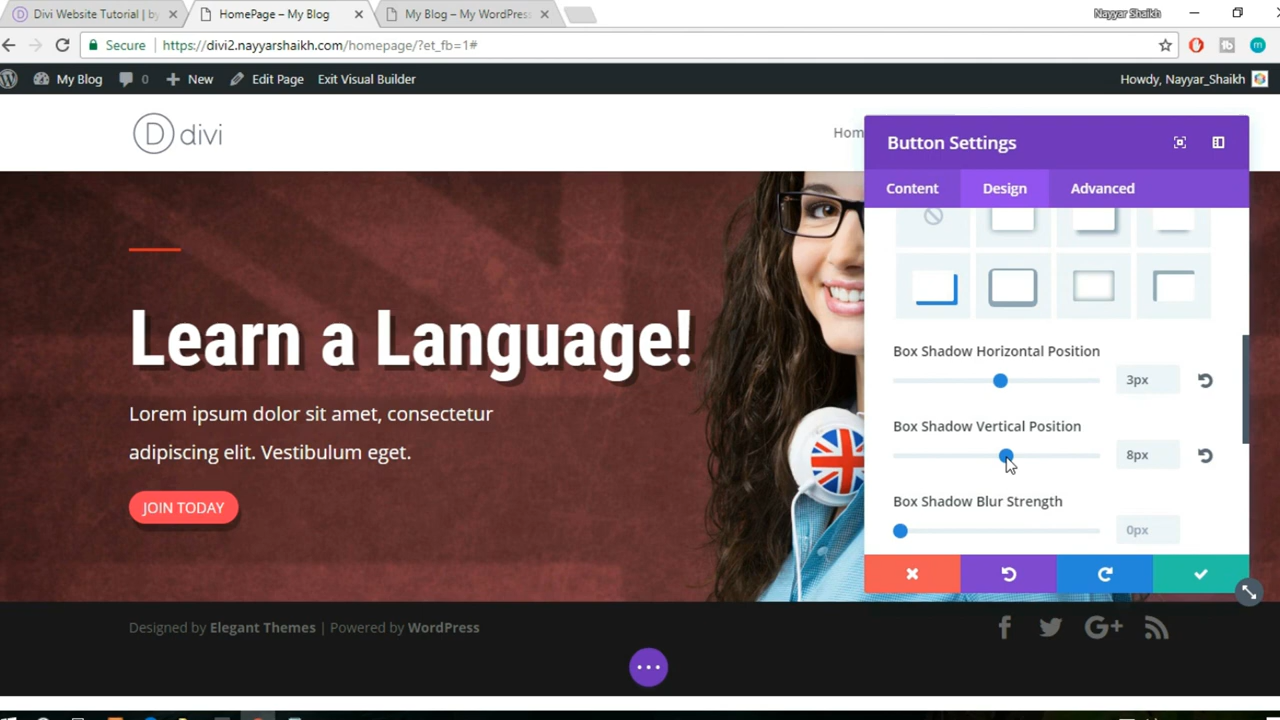 Divi Website Tutorial | by
HomePage – My Blog
My Blog – My WordPress
Nayyar Shaikh
Secure
https://divi2.nayyarshaikh.com/homepage/?et_fb=1#
My Blog
0
New
Edit Page
Exit Visual Builder
Howdy, Nayyar_Shaikh
D divi
Hom
Button Settings
Content
Design
Advanced
Learn a Language!
Lorem ipsum dolor sit amet, consectetur
adipiscing elit. Vestibulum eget.
JOIN TODAY
Box Shadow Horizontal Position
3px
Box Shadow Vertical Position
8px
Box Shadow Blur Strength
0px
Designed by Elegant Themes | Powered by WordPress